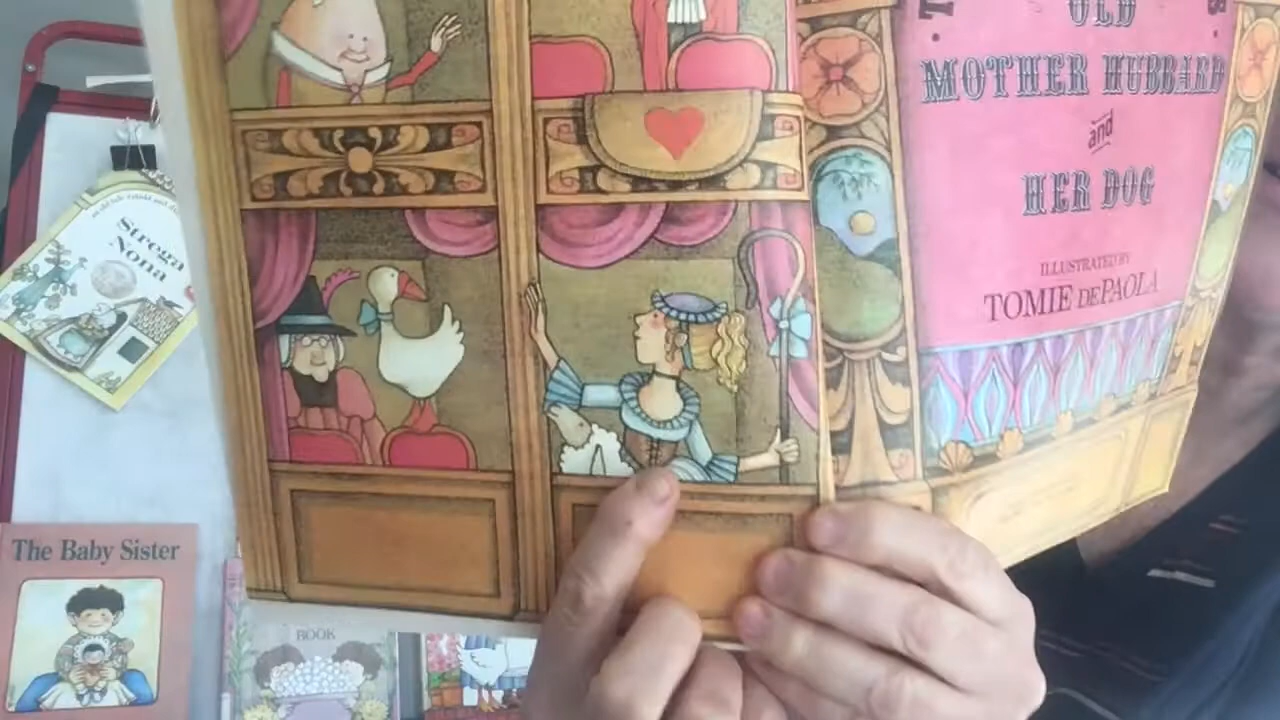 OLD
MOTHER HUBBARD
and
HER DOG
ILLUSTRATED BY
TOMIE DEPAOLA
Strega
Nona
The Baby Sister
BOOK